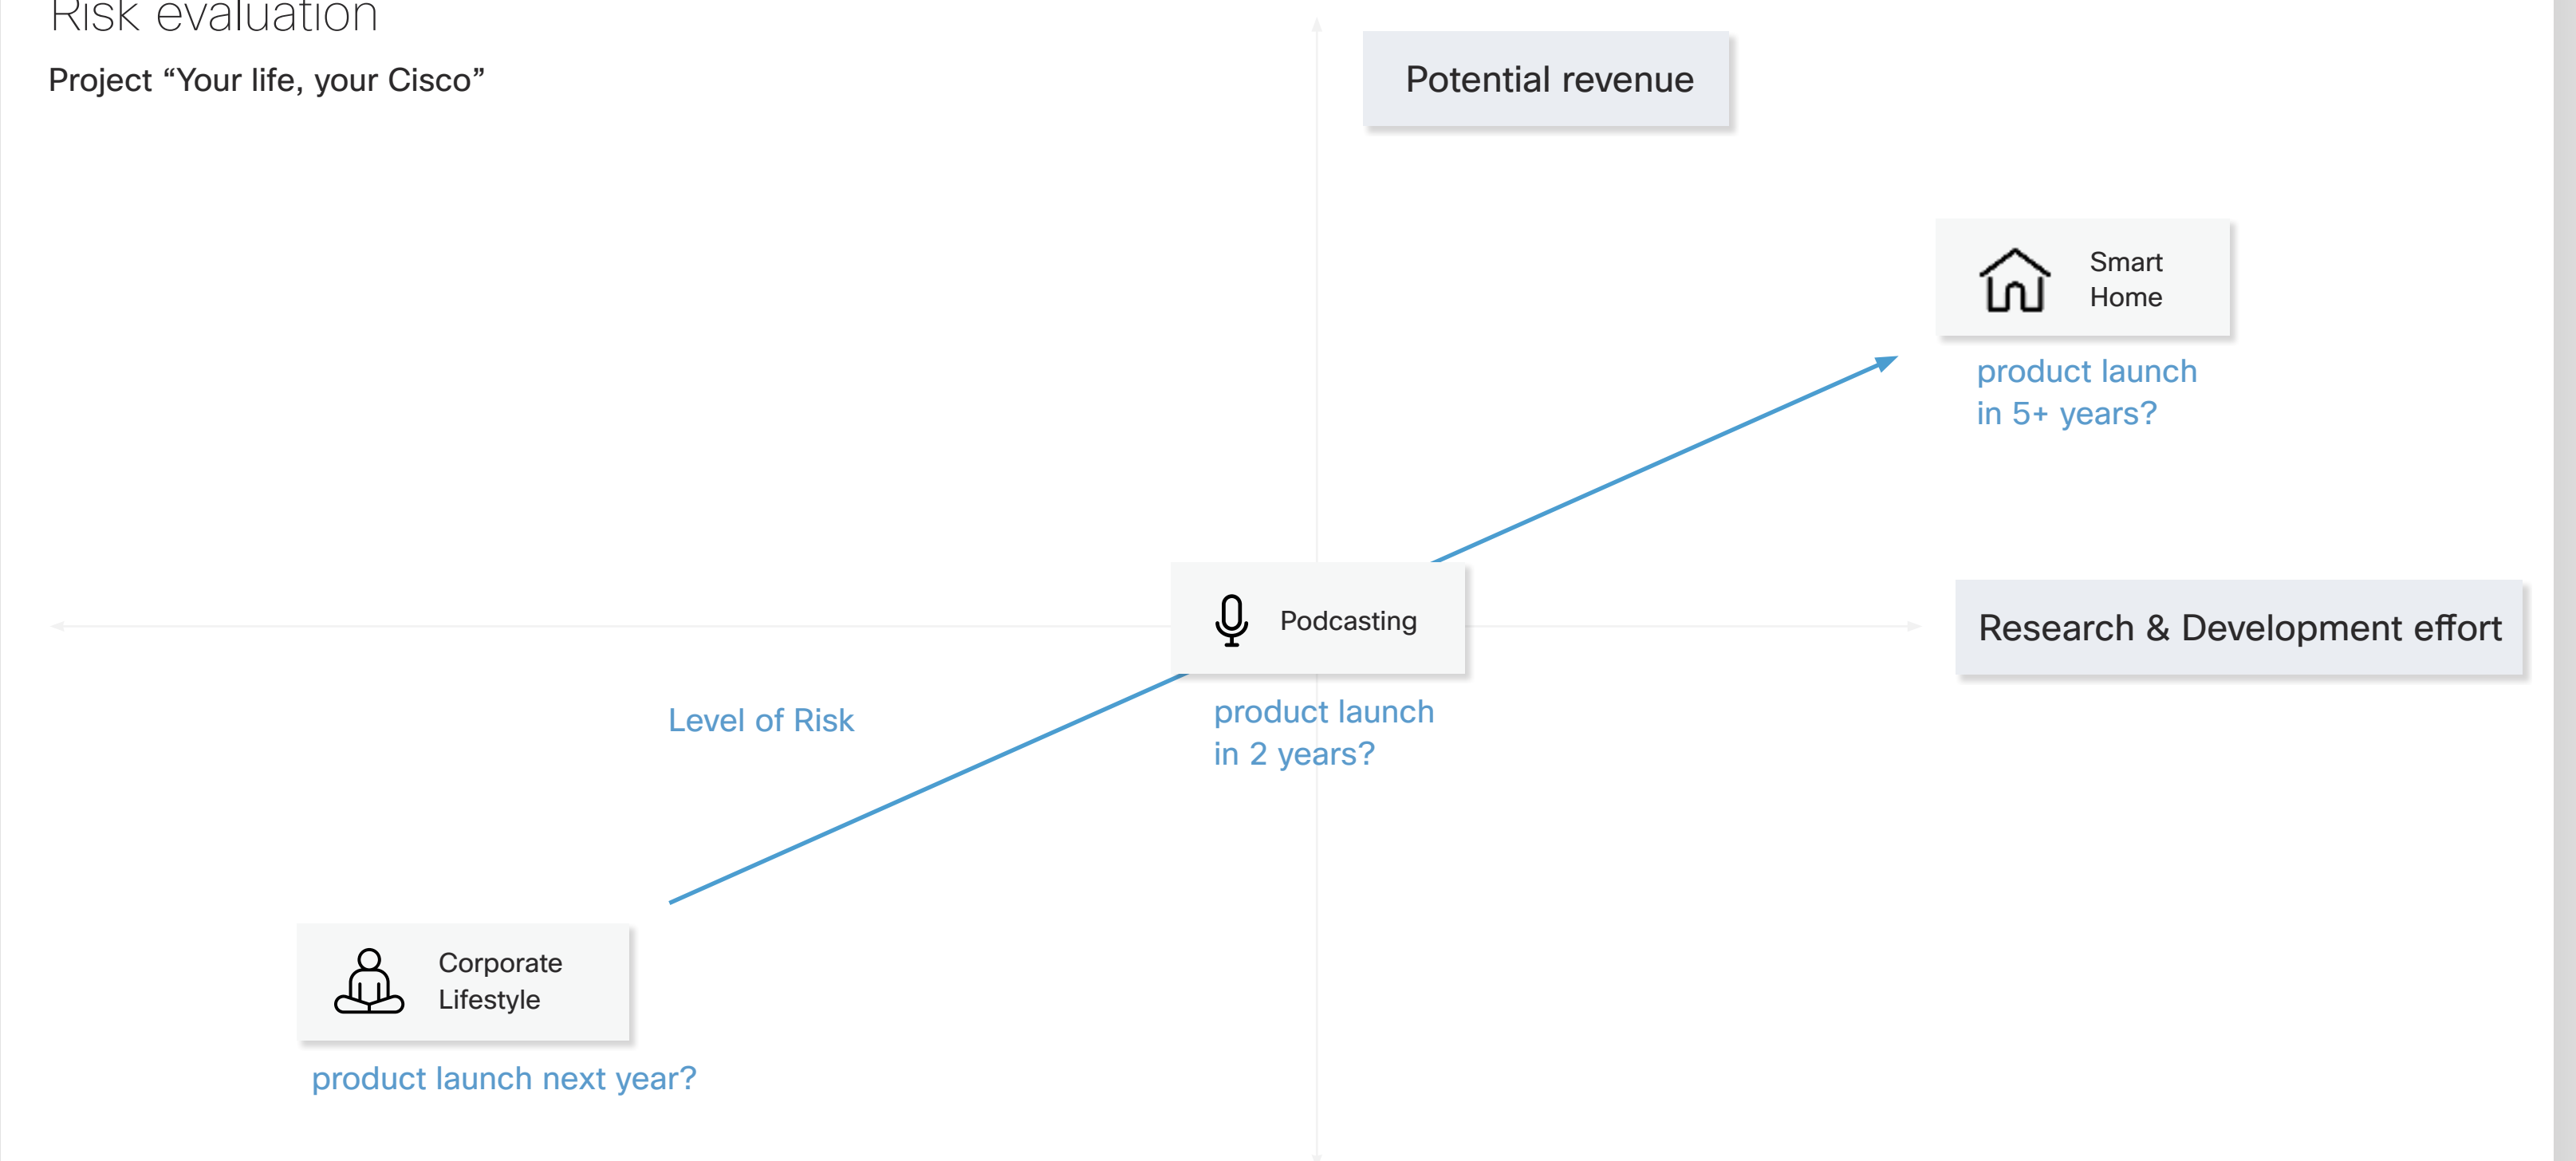 Risk evaluation
Project “Your life, your Cisco”
Potential revenue
Smart
Home
product launch
in 5+ years?
Podcasting
Research & Development effort
product launch
in 2 years?
Level of Risk
Corporate
Lifestyle
product launch next year?